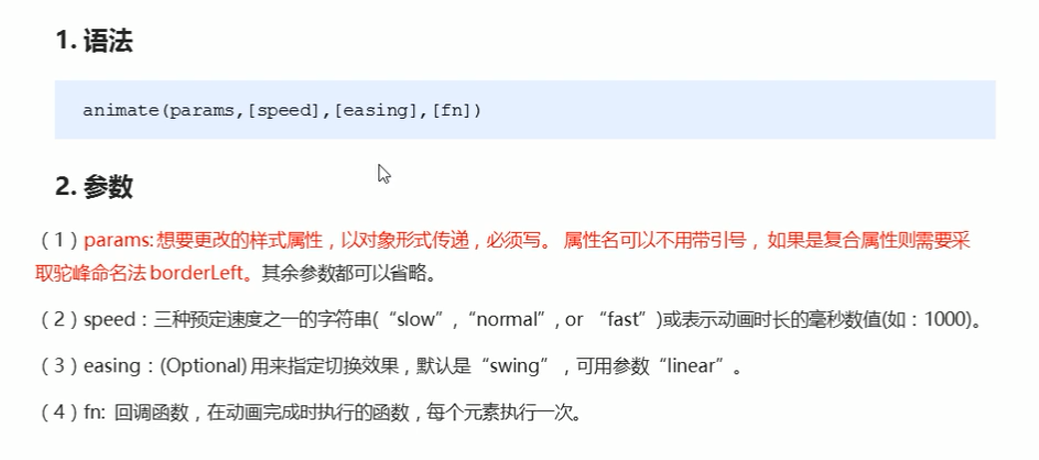 1. 语法
animate(params,[speed],[easing],[fn])
2. 参数
（1）params: 想要更改的样式属性，以对象形式传递，必须写。 属性名可以不用带引号， 如果是复合属性则需要采
取驼峰命名法 borderLeft。其余参数都可以省略。
（2）speed：三种预定速度之一的字符串(“slow”,“normal”, or “fast”)或表示动画时长的毫秒数值(如：1000)。
（3）easing：(Optional) 用来指定切换效果，默认是“swing”，可用参数“linear”。
（4）fn: 回调函数，在动画完成时执行的函数，每个元素执行一次。